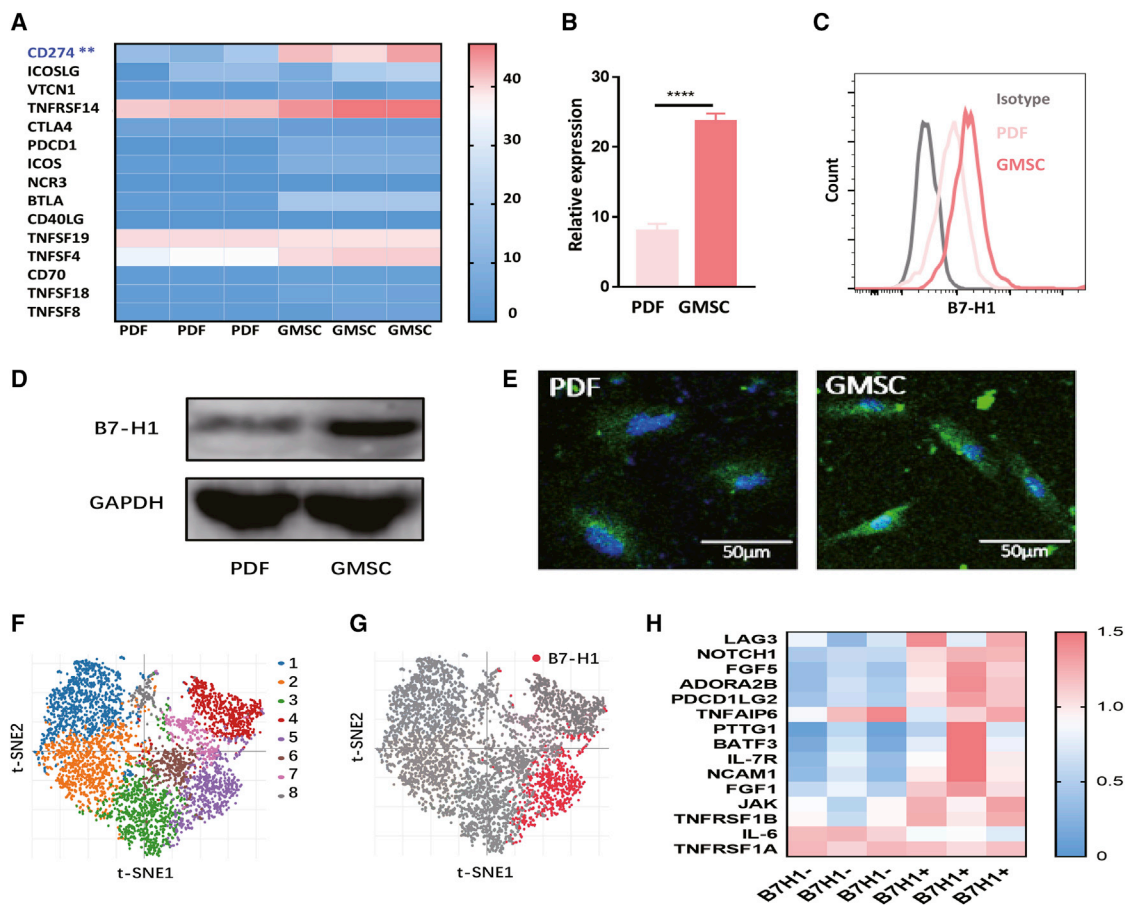 A
CD274 **
ICOSLG
VTCN1
TNFRSF14
CTLA4
PDCD1
ICOS
NCR3
BTLA
CD40LG
TNFSF19
TNFSF4
CD70
TNFSF18
TNFSF8
PDF PDF PDF GMSC GMSC GMSC
40
30
20
10
0
B
Relative expression
30
20
10
0
****
PDF GMSC
C
Count
Isotype
PDF
GMSC
B7-H1
D
B7-H1
GAPDH
PDF GMSC
E
PDF
50μm
GMSC
50μm
F
t-SNE2
t-SNE1
1
2
3
4
5
6
7
8
G
B7-H1
t-SNE2
t-SNE1
H
LAG3
NOTCH1
FGF5
ADORA2B
PDCD1LG2
TNFAIP6
PTTG1
BATF3
IL-7R
NCAM1
FGF1
JAK
TNFRSF1B
IL-6
TNFRSF1A
B7H1- B7H1- B7H1- B7H1+ B7H1+ B7H1+
1.5
1.0
0.5
0